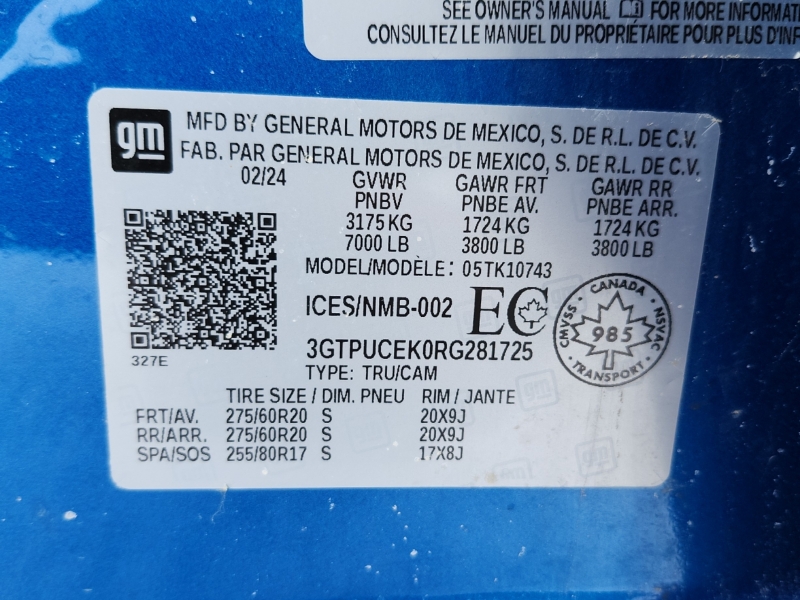 SEE OWNER'S MANUAL FOR MORE
CONSULTEZ LE MANUEL DU PROPRIÉTAIRE POUR PLUS
gm
MFD BY GENERAL MOTORS DE MEXICO, S. DE R.L. DE C.V.
FAB. PAR GENERAL MOTORS DE MEXICO, S. DE R.L. DE C.V.
02/24 GVWR GAWR FRT GAWR RR
PNBV PNBE AV. PNBE ARR.
3175 KG 1724 KG 1724 KG
7000 LB 3800 LB 3800 LB
MODEL/MODÈLE: 05TK10743
ICES/NMB-002 EC
CANADA
CMVSS 985 NSVAC
TRANSPORT
3GTPUCEK0RG281725
327E
TYPE: TRU/CAM
TIRE SIZE / DIM. PNEU RIM / JANTE
FRT/AV. 275/60R20 S 20X9J
RR/ARR. 275/60R20 S 20X9J
SPA/SOS 255/80R17 S 17X8J